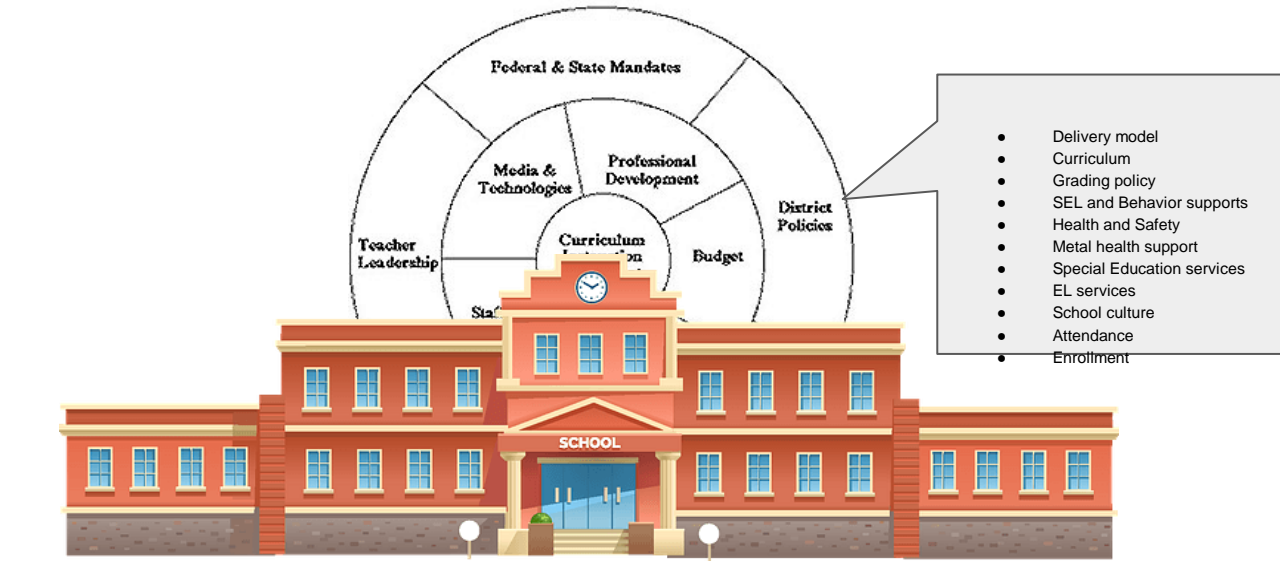 Federal & State Mandates
Media &
Technologies
Professional
Development
District
Policies
Teacher
Leadership
Curriculum
Budget
SCHOOL
● Delivery model
● Curriculum
● Grading policy
● SEL and Behavior supports
● Health and Safety
● Metal health support
● Special Education services
● EL services
● School culture
● Attendance
● Enrollment